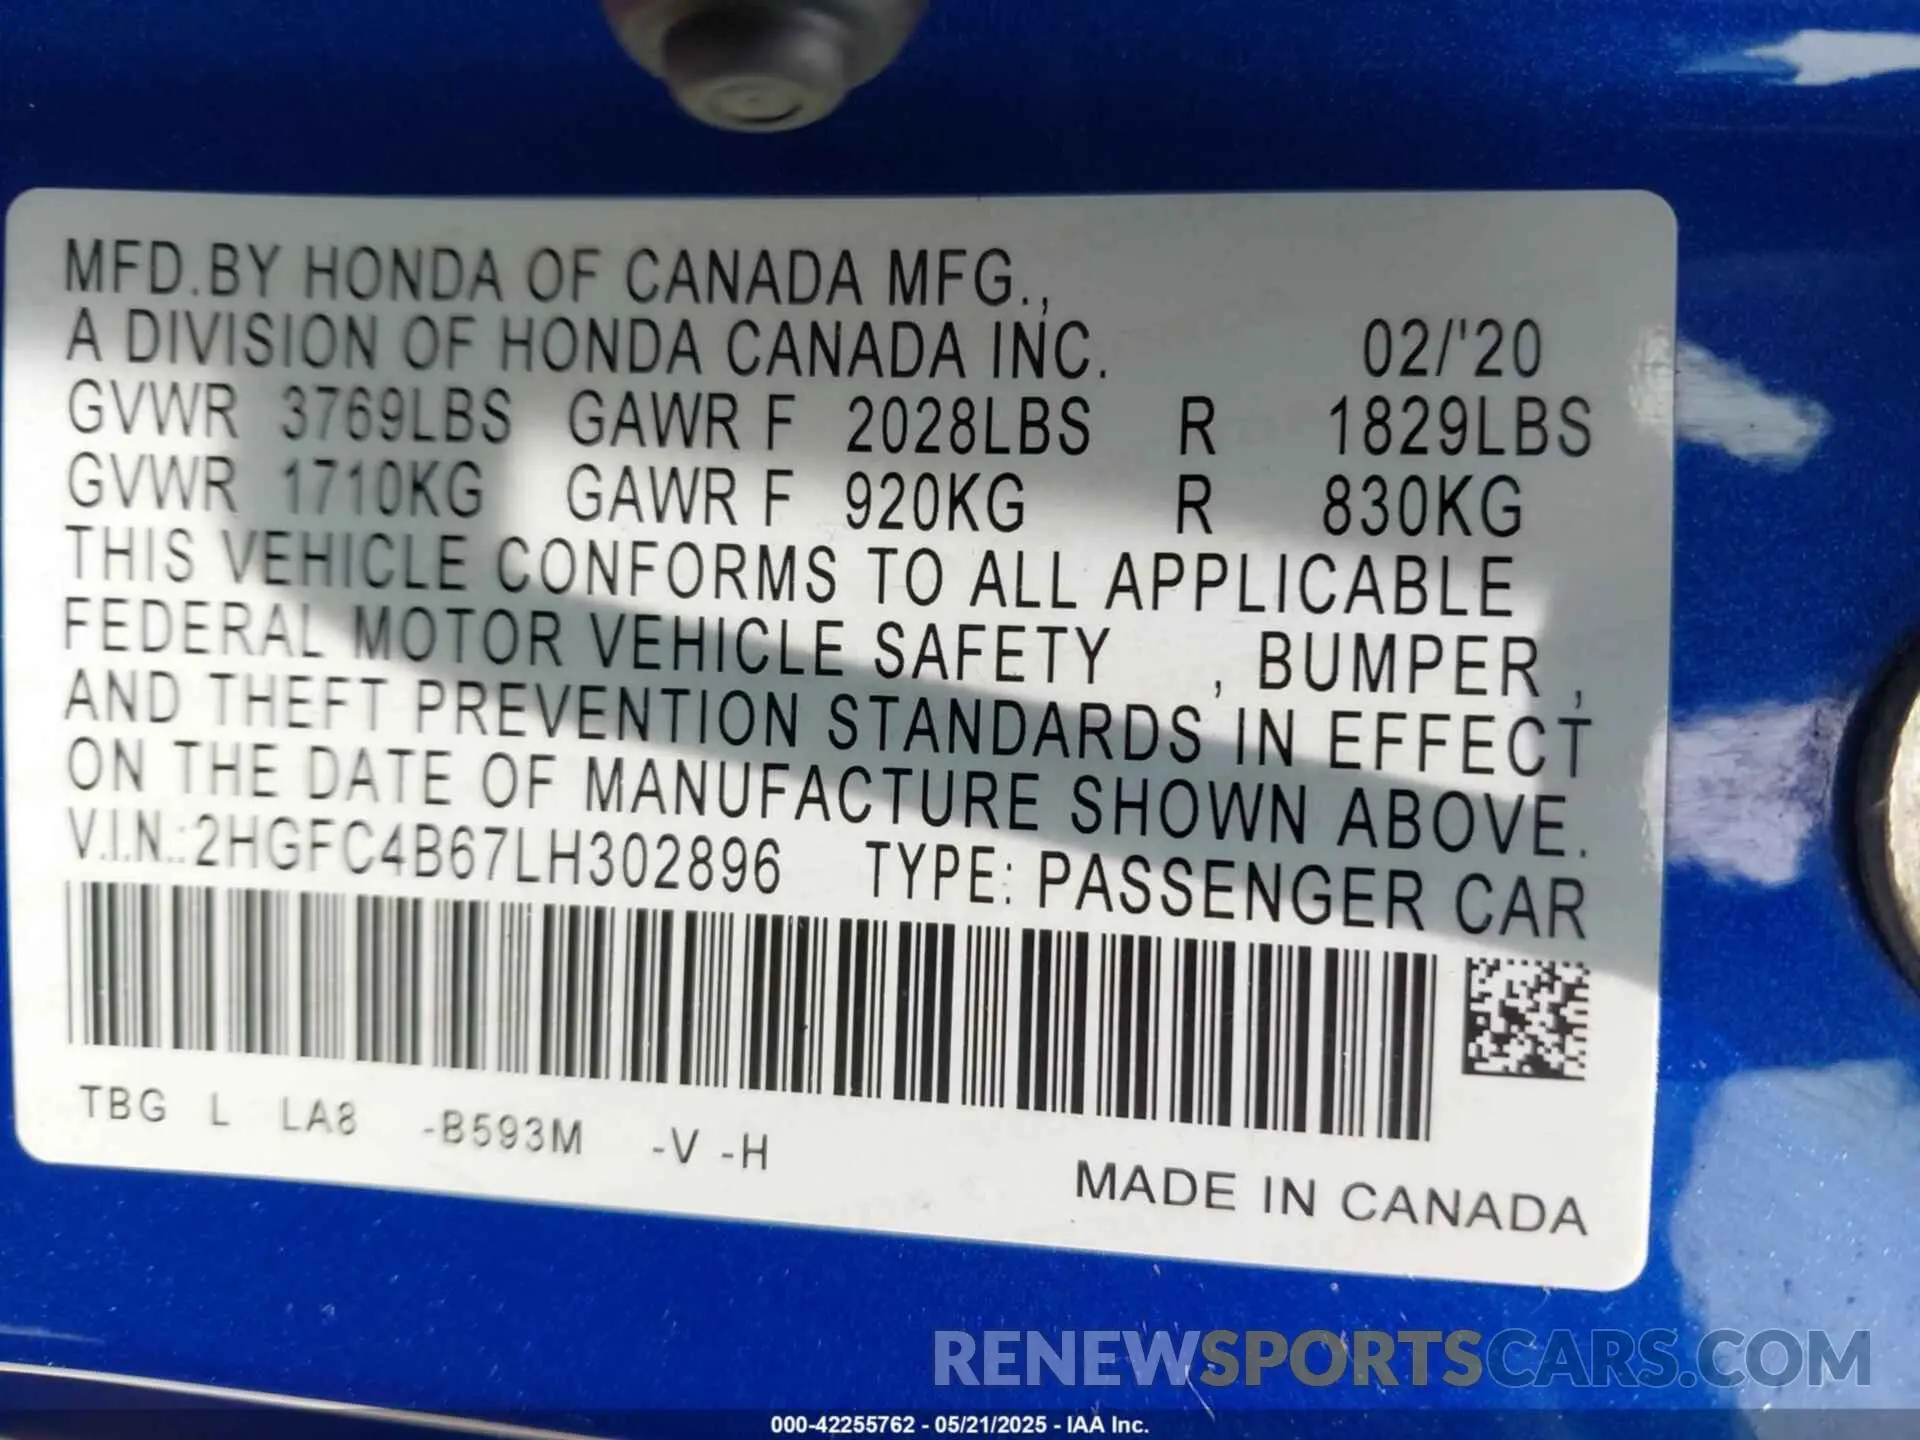 MFD.BY HONDA OF CANADA MFG.,
A DIVISION OF HONDA CANADA INC. 02/'20
GVWR 3769LBS GAWR F 2028LBS R 1829LBS
GVWR 1710KG GAWR F 920KG R 830KG
THIS VEHICLE CONFORMS TO ALL APPLICABLE
FEDERAL MOTOR VEHICLE SAFETY , BUMPER ,
AND THEFT PREVENTION STANDARDS IN EFFECT
ON THE DATE OF MANUFACTURE SHOWN ABOVE.
V.I.N.:2HGFC4B67LH302896 TYPE: PASSENGER CAR
TBG L LA8 -B593M -V -H
MADE IN CANADA
RENEWSPORTSCARS.COM
000-42255762 - 05/21/2025 - IAA Inc.